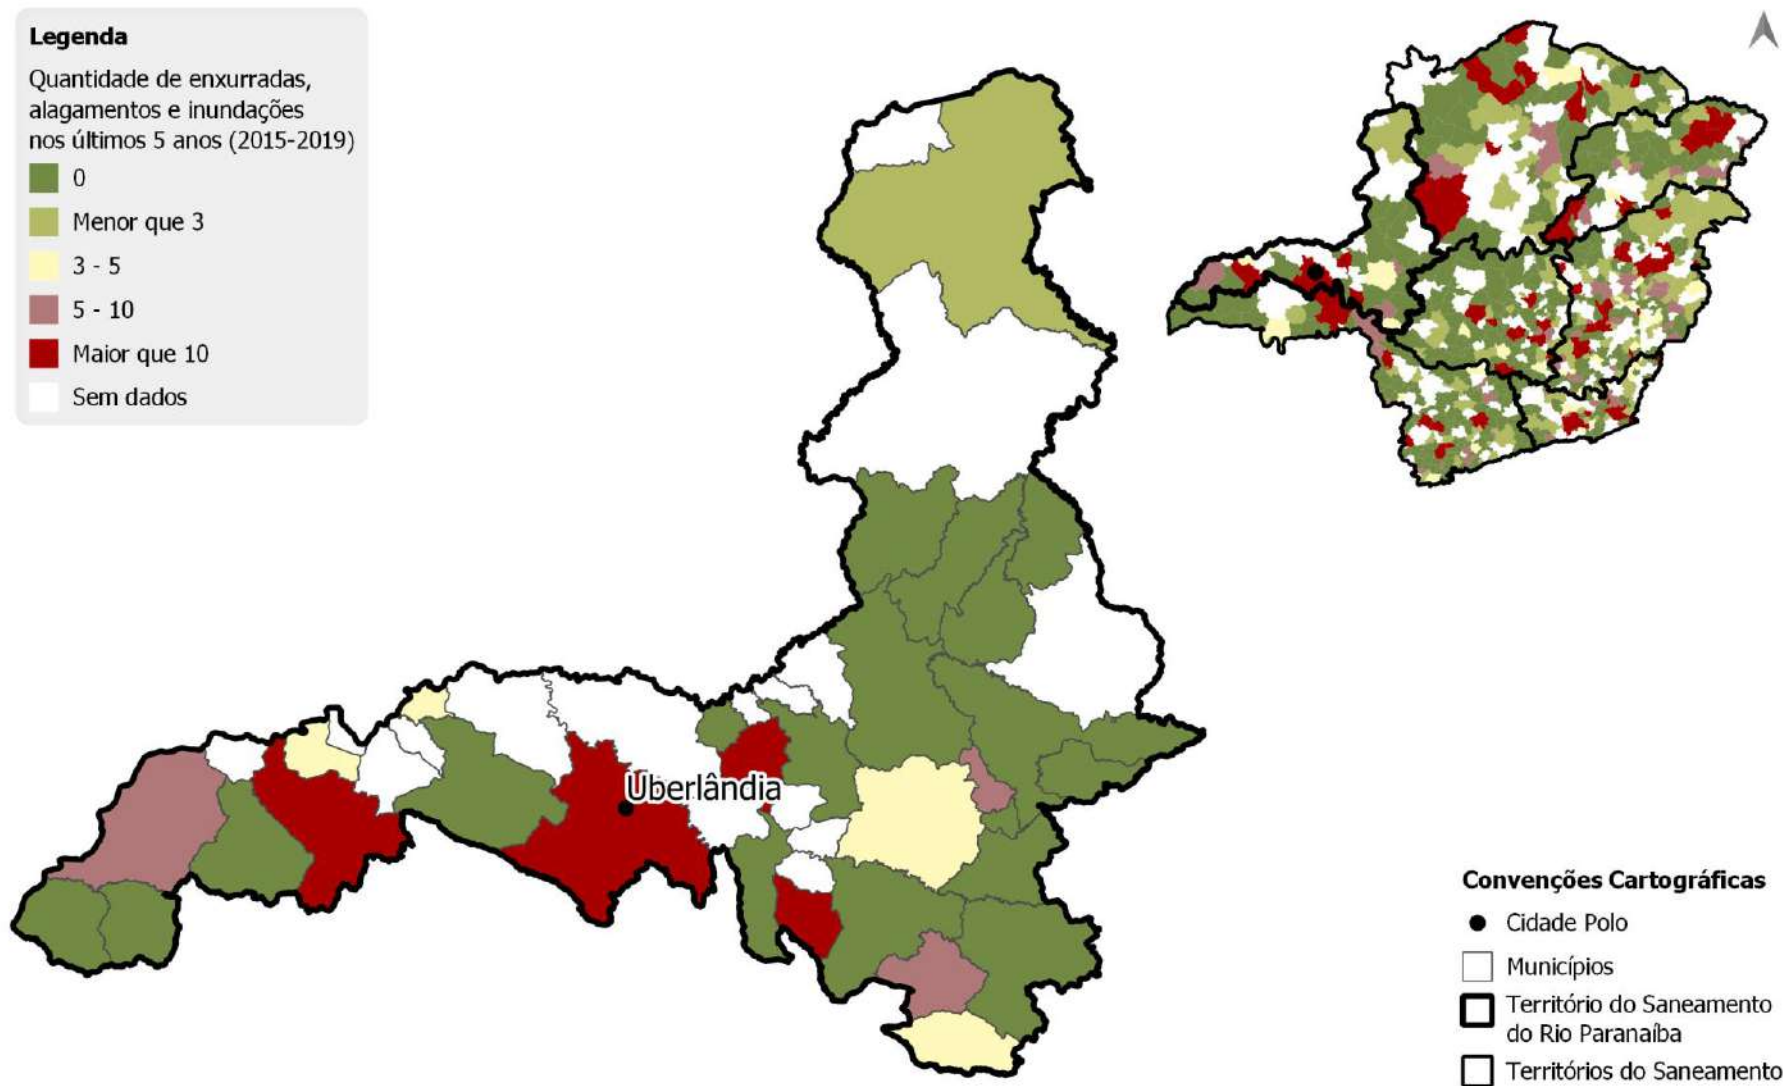 Legenda
Quantidade de enxurradas,
alagamentos e inundações
nos últimos 5 anos (2015-2019)
0
Menor que 3
3 - 5
5 - 10
Maior que 10
Sem dados
Uberlândia
Convenções Cartográficas
Cidade Polo
Municípios
Território do Saneamento
do Rio Paranaíba
Territórios do Saneamento